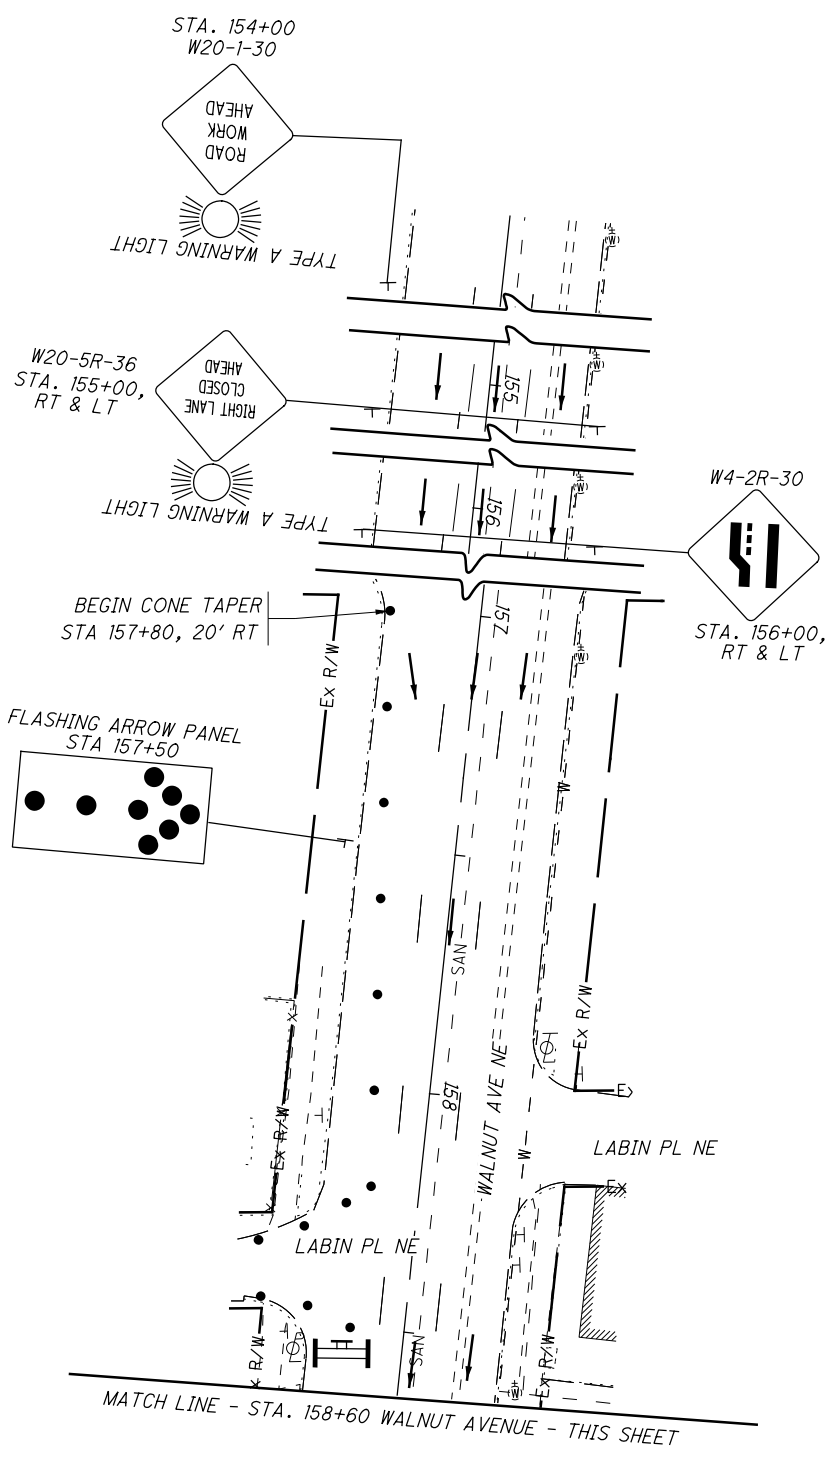 STA. 154+00
W20-1-30
ROAD
WORK
AHEAD
TYPE A WARNING LIGHT
W20-5R-36
STA. 155+00,
RT & LT
RIGHT LANE
CLOSED
AHEAD
TYPE A WARNING LIGHT
155
156
W4-2R-30
STA. 156+00,
RT & LT
BEGIN CONE TAPER
STA 157+80, 20' RT
157
Ex R/W
FLASHING ARROW PANEL
STA 157+50
W
W
W
W
W
SAN
Ex R/W
158
WALNUT AVE NE
Ex R/W
Ex
W
LABIN PL NE
Ex
LABIN PL NE
SAN
x R/W
Ex R/W
W
MATCH LINE - STA. 158+60 WALNUT AVENUE - THIS SHEET